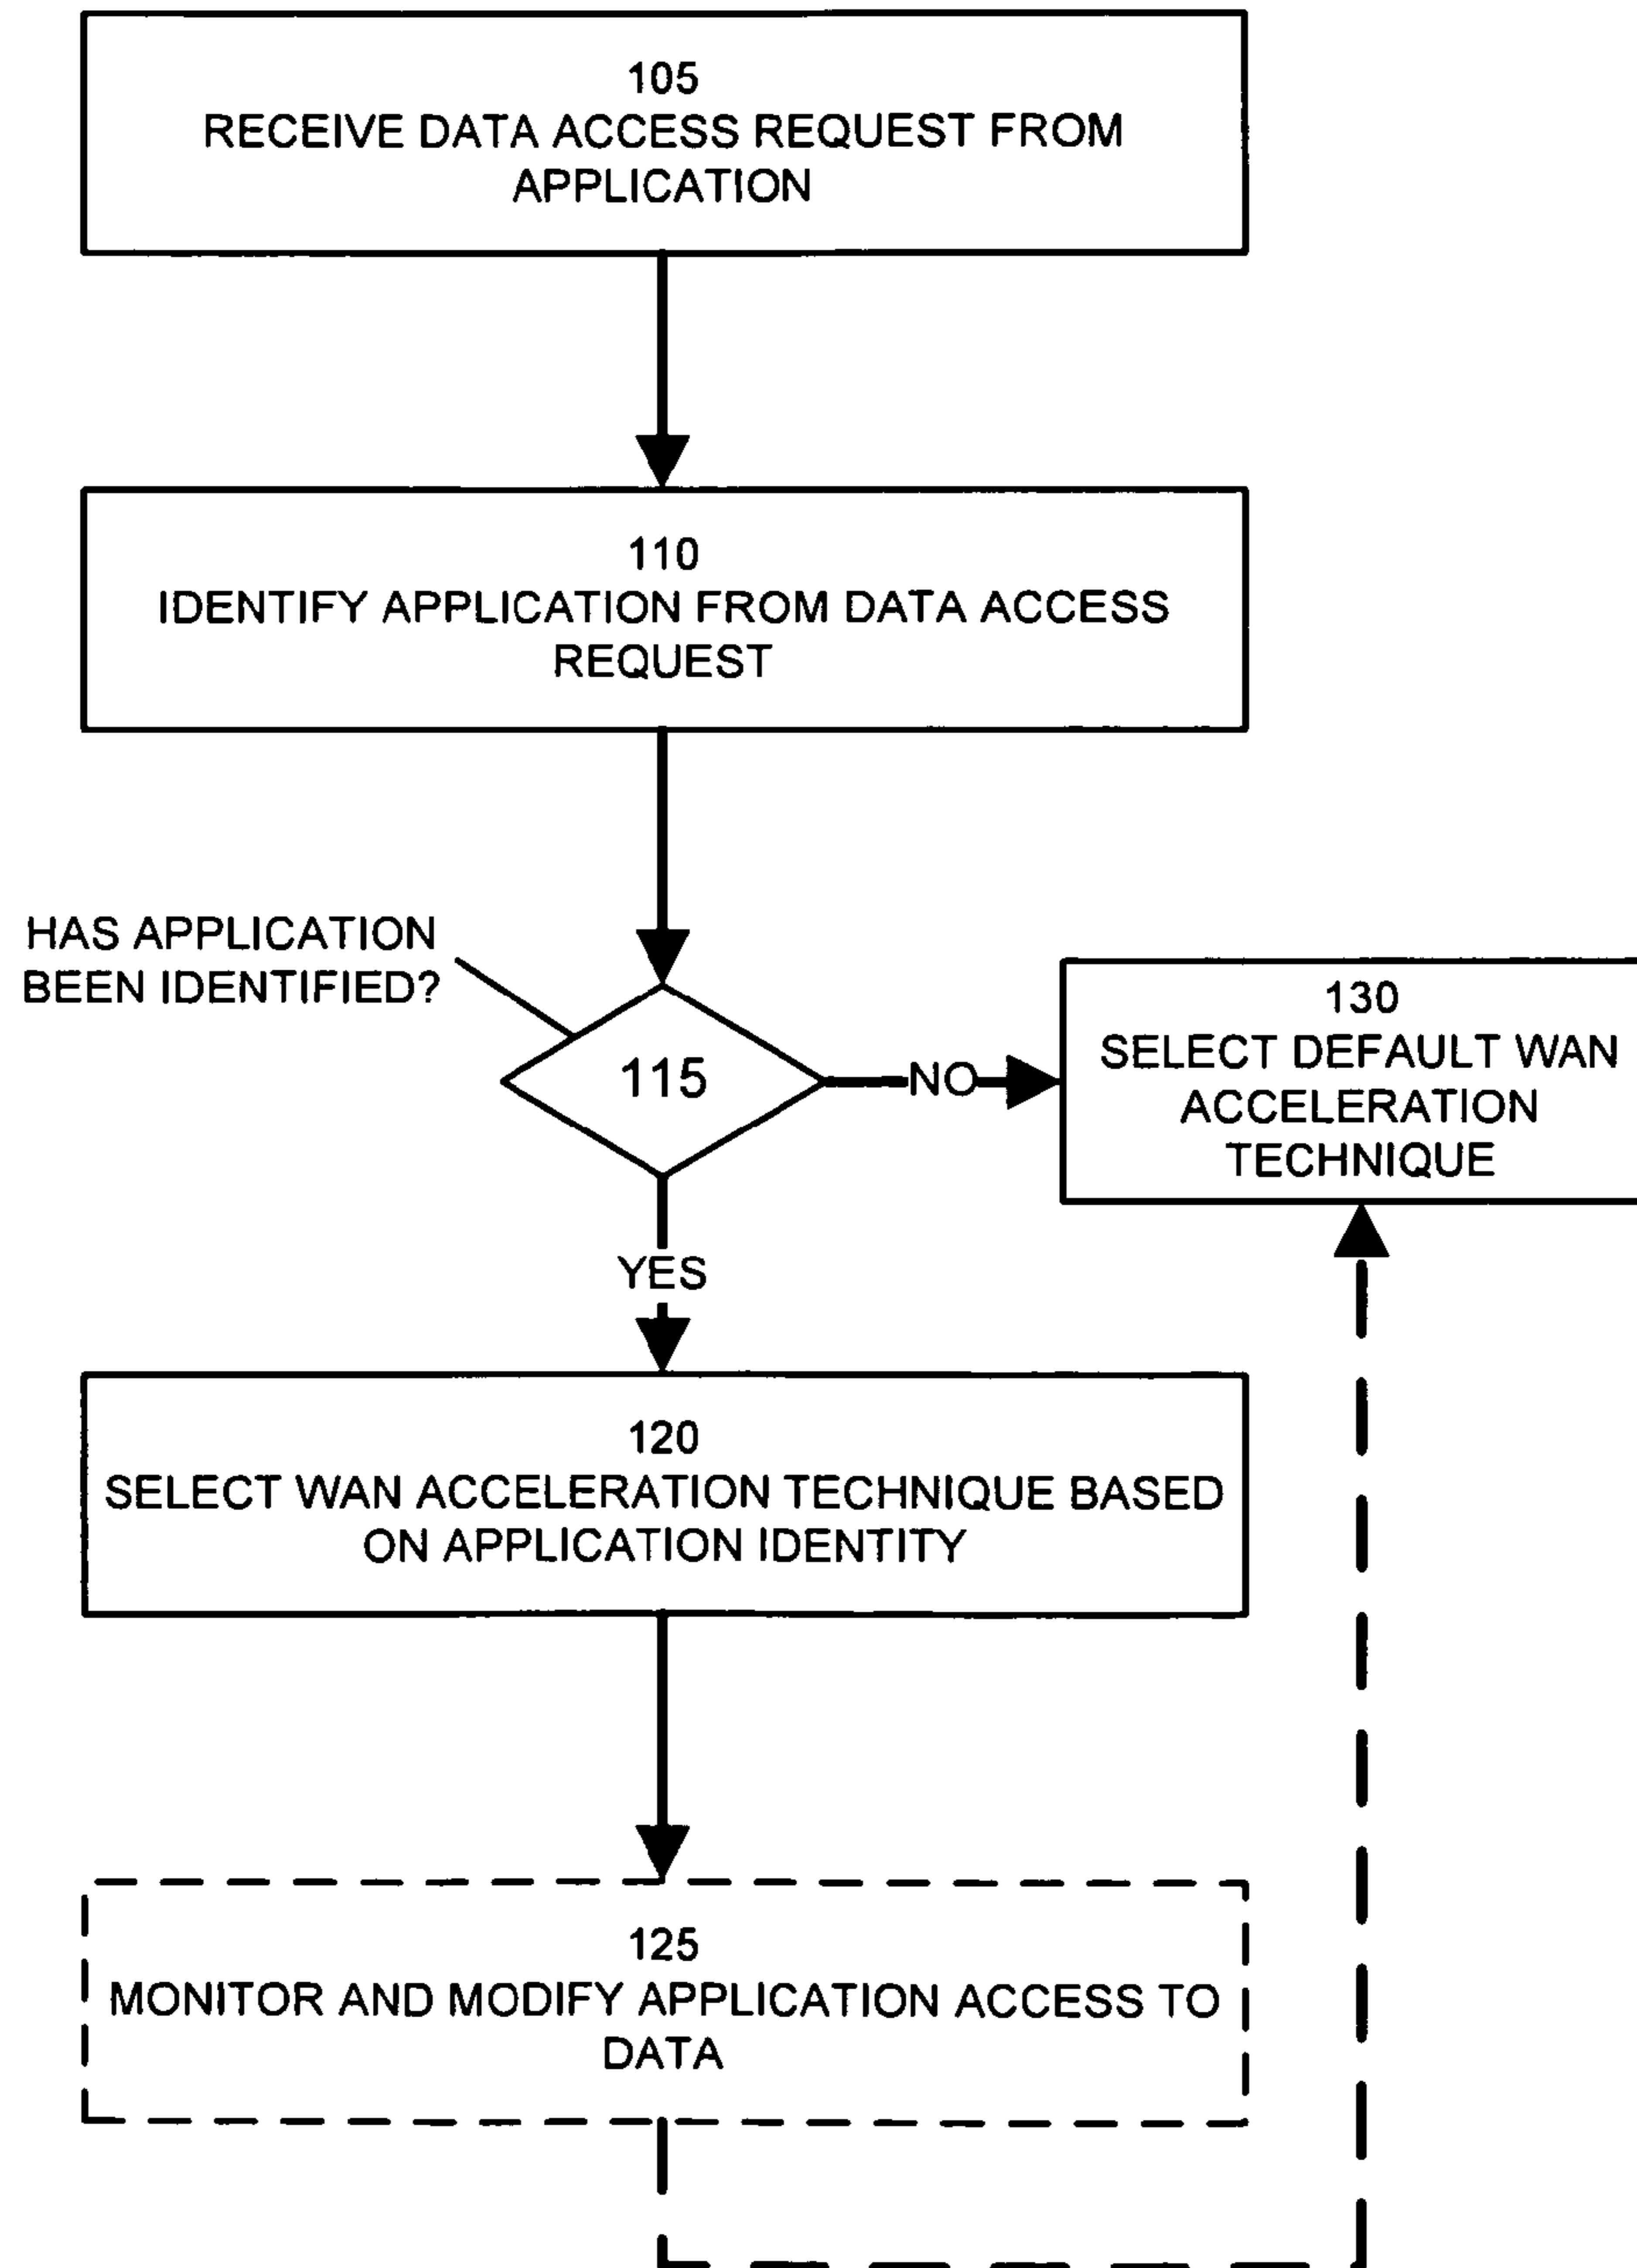 105
RECEIVE DATA ACCESS REQUEST FROM
APPLICATION
110
IDENTIFY APPLICATION FROM DATA ACCESS
REQUEST
HAS APPLICATION
BEEN IDENTIFIED?
115
NO
130
SELECT DEFAULT WAN
ACCELERATION
TECHNIQUE
YES
120
SELECT WAN ACCELERATION TECHNIQUE BASED
ON APPLICATION IDENTITY
125
MONITOR AND MODIFY APPLICATION ACCESS TO
DATA